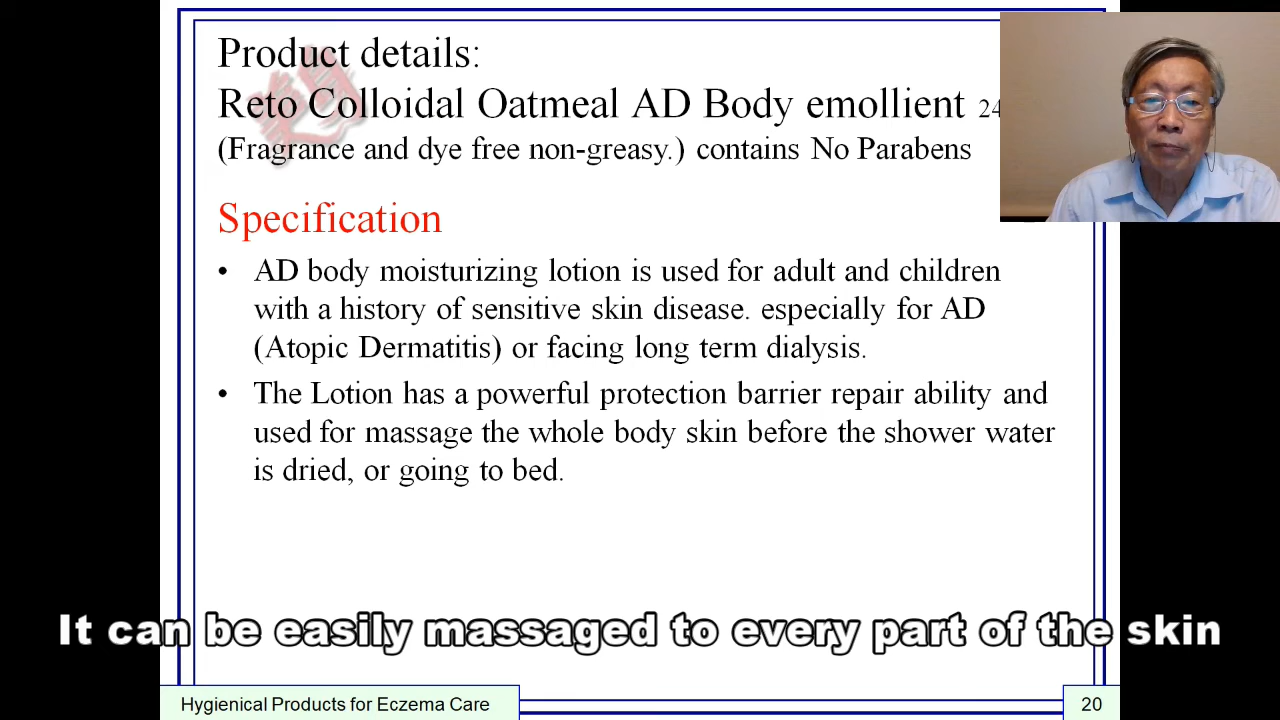 Product details:
Reto Colloidal Oatmeal AD Body emollient
(Fragrance and dye free non-greasy.) contains No Parabens
Specification
• AD body moisturizing lotion is used for adult and children
with a history of sensitive skin disease. especially for AD
(Atopic Dermatitis) or facing long term dialysis.
• The Lotion has a powerful protection barrier repair ability and
used for massage the whole body skin before the shower water
is dried, or going to bed.
It can be easily massaged to every part of the skin
Hygienical Products for Eczema Care
20